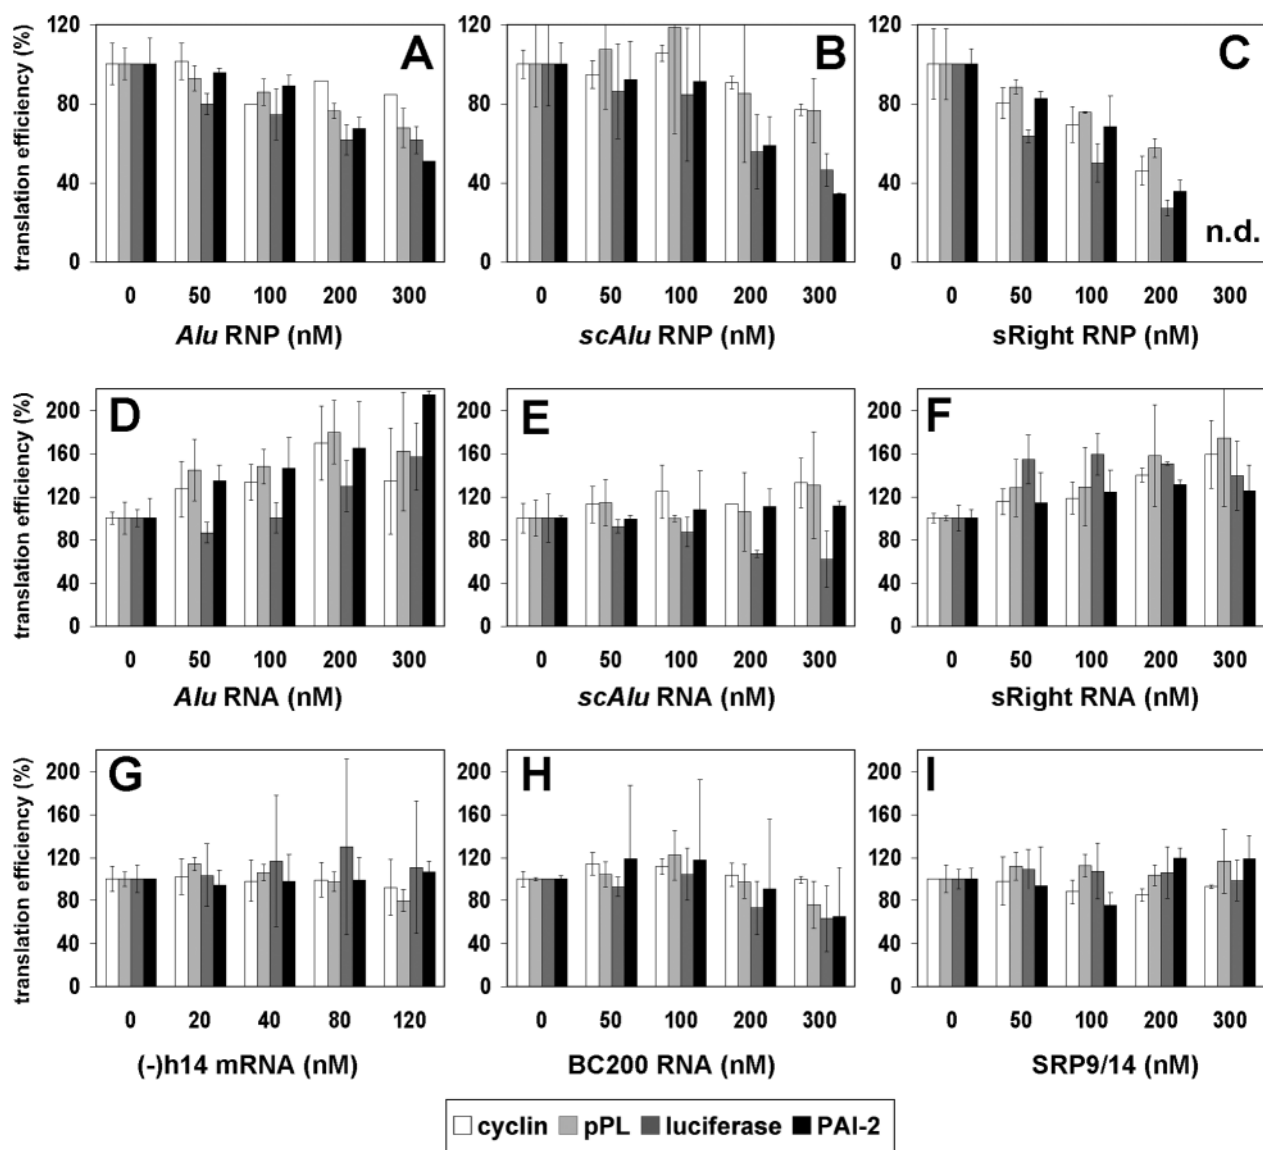 translation efficiency (%)
120
80
40
0
A
0 50 100 200 300
Alu RNP (nM)
120
80
40
0
B
0 50 100 200 300
scAlu RNP (nM)
120
80
40
0
C
n.d.
0 50 100 200 300
sRight RNP (nM)
translation efficiency (%)
200
160
120
80
40
0
D
0 50 100 200 300
Alu RNA (nM)
200
160
120
80
40
0
E
0 50 100 200 300
scAlu RNA (nM)
200
160
120
80
40
0
F
0 50 100 200 300
sRight RNA (nM)
translation efficiency (%)
200
160
120
80
40
0
G
0 20 40 80 120
(-)h14 mRNA (nM)
200
160
120
80
40
0
H
0 50 100 200 300
BC200 RNA (nM)
200
160
120
80
40
0
I
0 50 100 200 300
SRP9/14 (nM)
cyclin pPL luciferase PAI-2